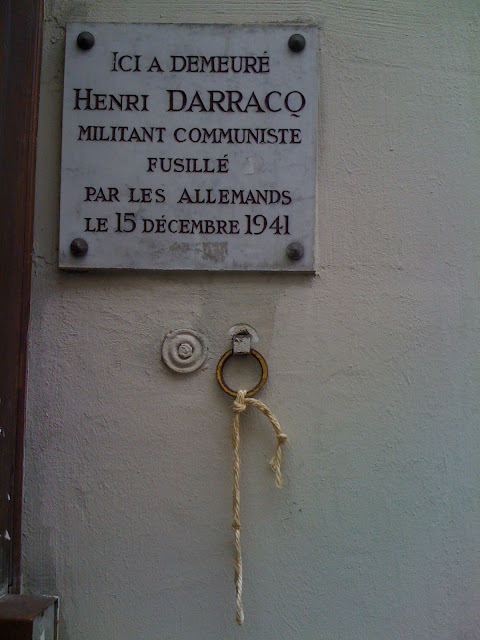 ICI A DEMEURÉ
HENRI DARRACQ
MILITANT COMMUNISTE
FUSILLÉ
PAR LES ALLEMANDS
LE 15 DÉCEMBRE 1941